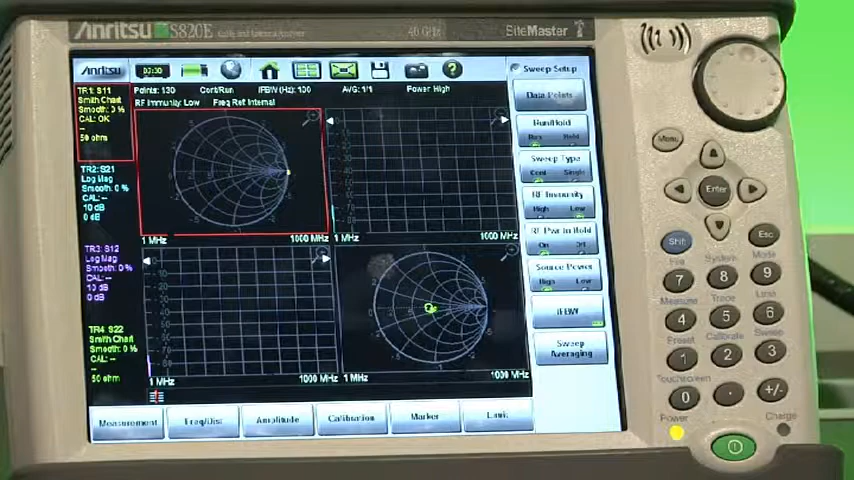 Anritsu S820E
Cable and Antenna Analyzer
40 GHz
SiteMaster
Anritsu
Sweep Setup
Points: 130
Cont/Run
IFBW (Hz): 100
AVG: 1/1
Power: High
RF Immunity: Low
Freq Ref: Internal
TR1: S11
Smith Chart
Smooth: 0 %
CAL: OK
--
50 ohm
TR2: S21
Log Mag
Smooth: 0 %
CAL: --
10 dB
0 dB
TR3: S12
Log Mag
Smooth: 0 %
CAL: --
10 dB
0 dB
TR4: S22
Smith Chart
Smooth: 0 %
CAL: --
--
50 ohm
1 MHz
1000 MHz
1 MHz
1000 MHz
1 MHz
1000 MHz
1 MHz
1000 MHz
Data Points
Run/Hold
Run Hold
Sweep Type
Cont Single
RF Immunity
High Low
RF Pwr In Hold
On Off
Source Power
High Low
IFBW
Sweep
Averaging
Measurement
Freq/Dist
Amplitude
Calibration
Marker
Limit
Menu
Enter
Shift
Esc
File
System
Mode
7
8
9
Measure
Trace
Limit
4
5
6
Preset
Calibrate
Sweep
1
2
3
Touchscreen
0
.
+/-
Power
Charge